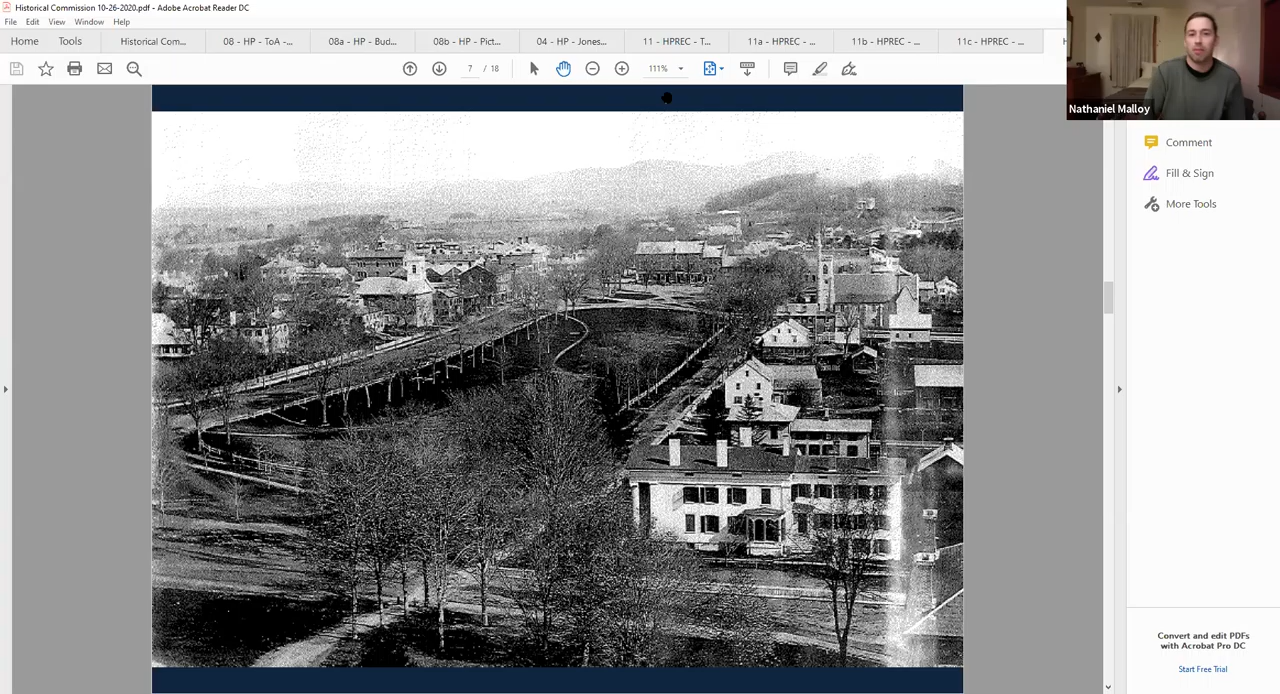 Historical Commission 10-26-2020.pdf - Adobe Acrobat Reader DC
File Edit View Window Help
Home Tools Historical Com... 08 - HP - ToA -... 08a - HP - Bud... 08b - HP - Pict... 04 - HP - Jones... 11 - HPREC - T... 11a - HPREC - ... 11b - HPREC - ... 11c - HPREC - ...
7 / 18 111%
Nathaniel Malloy
Comment
Fill & Sign
More Tools
Convert and edit PDFs
with Acrobat Pro DC
Start Free Trial